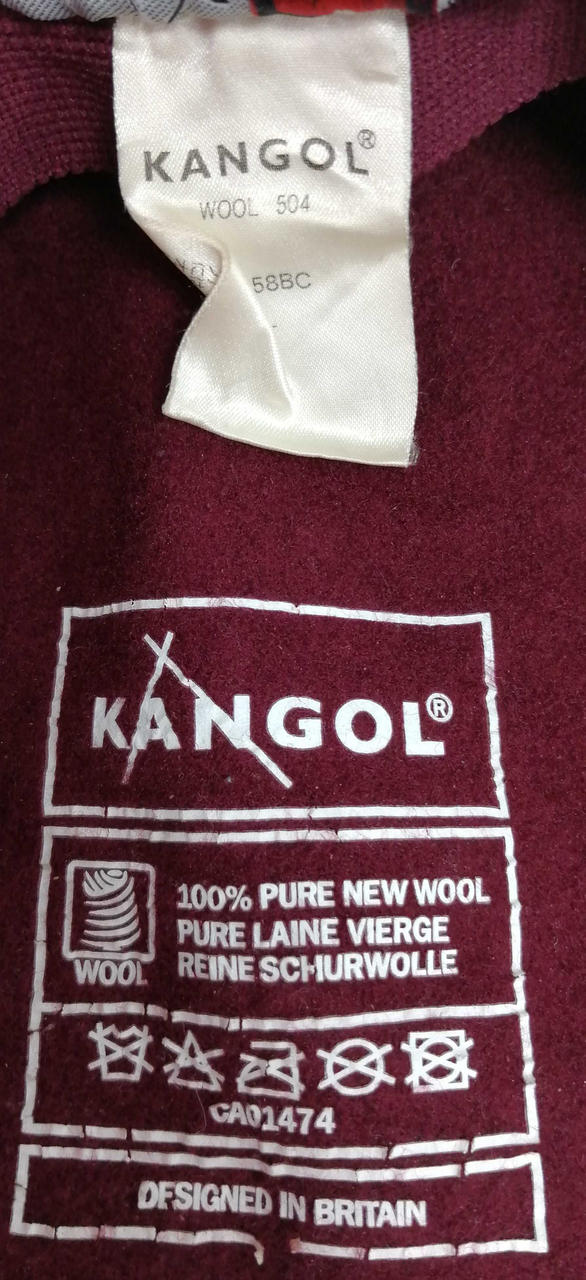 KANGOL®
WOOL 504
58BC
KANGOL®
100% PURE NEW WOOL
PURE LAINE VIERGE
REINE SCHURWOLLE
WOOL
CA01474
DESIGNED IN BRITAIN